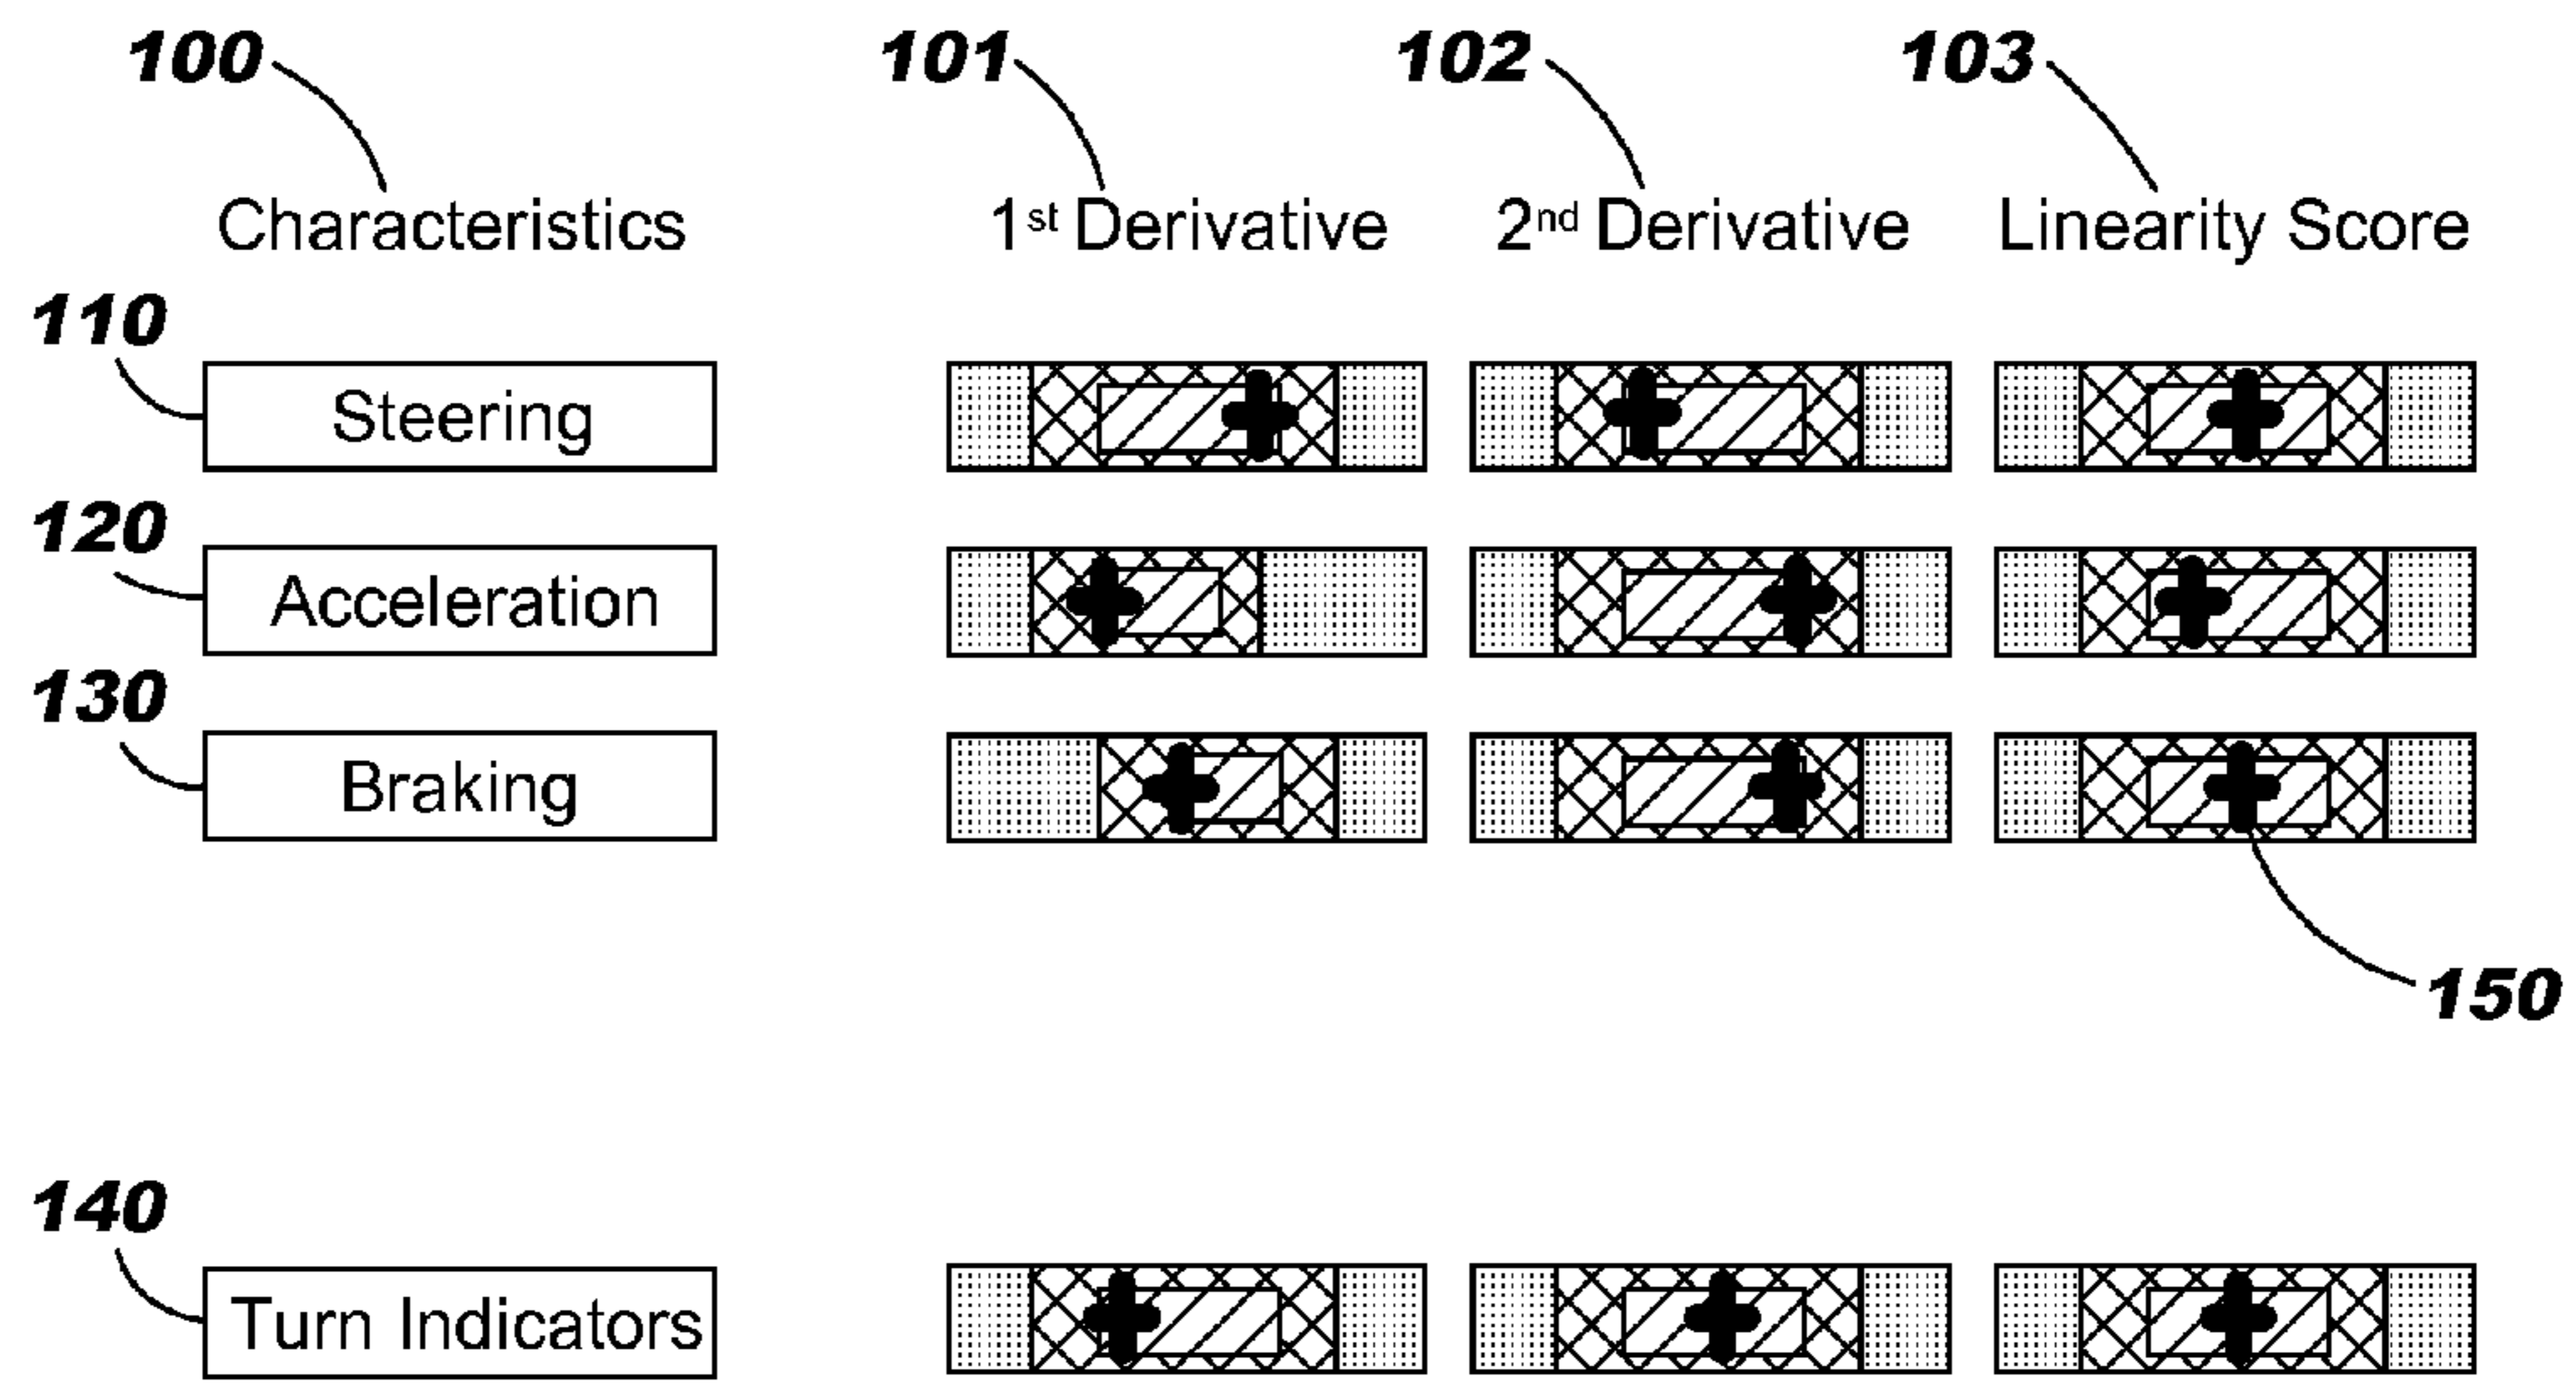 100 101 102 103
Characteristics 1st Derivative 2nd Derivative Linearity Score
110
Steering
120
Acceleration
130
Braking
150
140
Turn Indicators